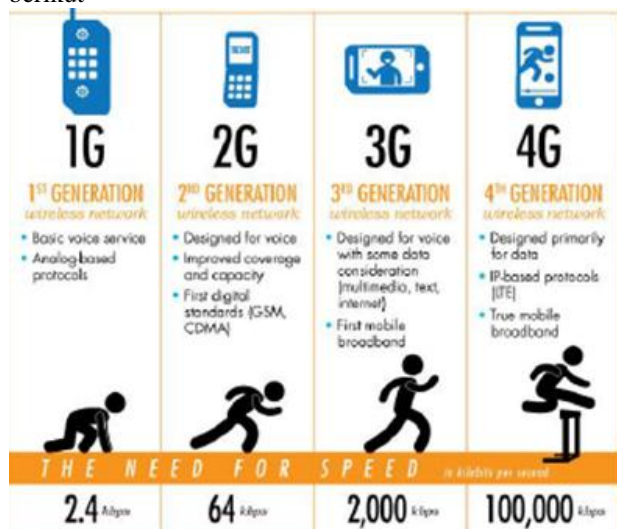 berikut
1G
1ST GENERATION
wireless network
• Basic voice service
• Analog-based
protocols
2G
2ND GENERATION
wireless network
• Designed for voice
• Improved coverage
and capacity
• First digital
standards (GSM,
CDMA)
3G
3RD GENERATION
wireless network
• Designed for voice
with some data
consideration
(multimedia, text,
internet)
• First mobile
broadband
4G
4TH GENERATION
wireless network
• Designed primarily
for data
• IP-based protocols
(LTE)
• True mobile
broadband
THE NEED FOR SPEED in kilobits per second
2.4 kbps
64 kbps
2,000 kbps
100,000 kbps